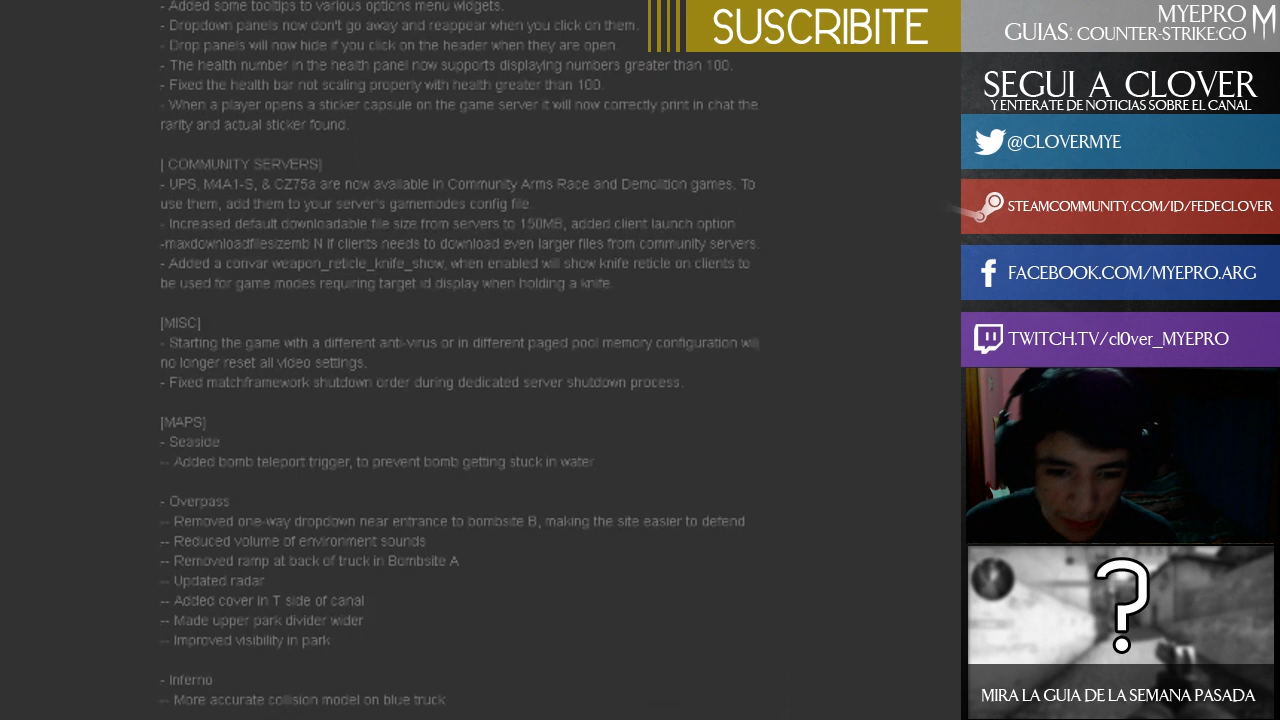 - Added some tooltips to various options menu widgets.
- Dropdown panels now don't go away and reappear when you click on them.
- Drop panels will now hide if you click on the header when they are open.
- The health number in the health panel now supports displaying numbers greater than 100.
- Fixed the health bar not scaling properly with health greater than 100.
- When a player opens a sticker capsule on the game server it will now correctly print in chat the
rarity and actual sticker found.
[ COMMUNITY SERVERS]
- UPS, M4A1-S, & CZ75a are now available in Community Arms Race and Demolition games. To
use them, add them to your server's gamemodes config file.
- Increased default downloadable file size from servers to 150MB, added client launch option
-maxdownloadfilesizemb N if clients needs to download even larger files from community servers.
- Added a convar weapon_reticle_knife_show, when enabled will show knife reticle on clients to
be used for game modes requiring target id display when holding a knife.
[MISC]
- Starting the game with a different anti-virus or in different paged pool memory configuration will
no longer reset all video settings.
- Fixed matchframework shutdown order during dedicated server shutdown process.
[MAPS]
- Seaside
-- Added bomb teleport trigger, to prevent bomb getting stuck in water
- Overpass
-- Removed one-way dropdown near entrance to bombsite B, making the site easier to defend
-- Reduced volume of environment sounds
-- Removed ramp at back of truck in Bombsite A
-- Updated radar
-- Added cover in T side of canal
-- Made upper park divider wider
-- Improved visibility in park
- Inferno
-- More accurate collision model on blue truck
SUSCRIBITE
MYEPRO
GUIAS: COUNTER-STRIKE:GO
M
SEGUI A CLOVER
Y ENTERATE DE NOTICIAS SOBRE EL CANAL
@CLOVERMYE
STEAMCOMMUNITY.COM/ID/FEDECLOVER
FACEBOOK.COM/MYEPRO.ARG
TWITCH.TV/cl0ver_MYEPRO
?
MIRA LA GUIA DE LA SEMANA PASADA